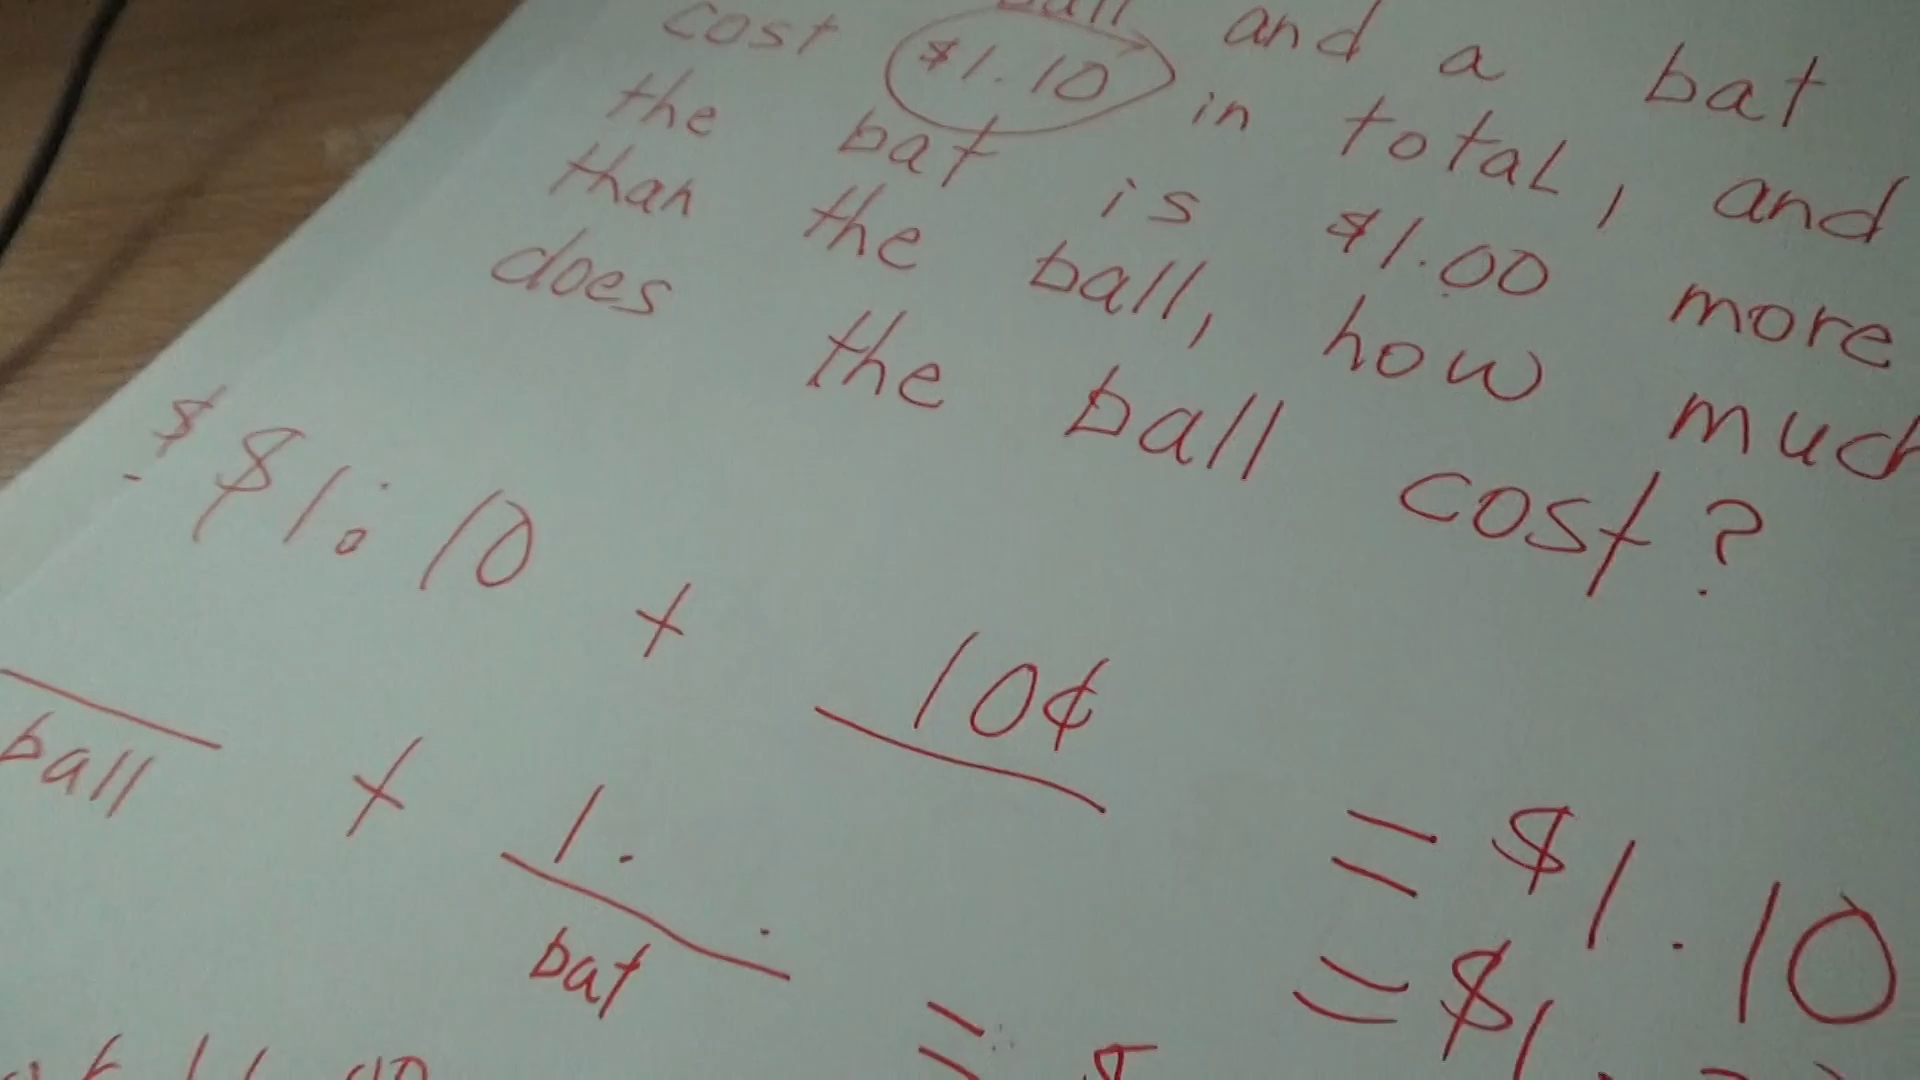 ball and a bat
cost $1.10 in total, and
the bat is $1.00 more
than the ball, how much
does the ball cost?
$ $1.10 + 10¢ = $1.10
ball + 1. = $1.
bat
= $